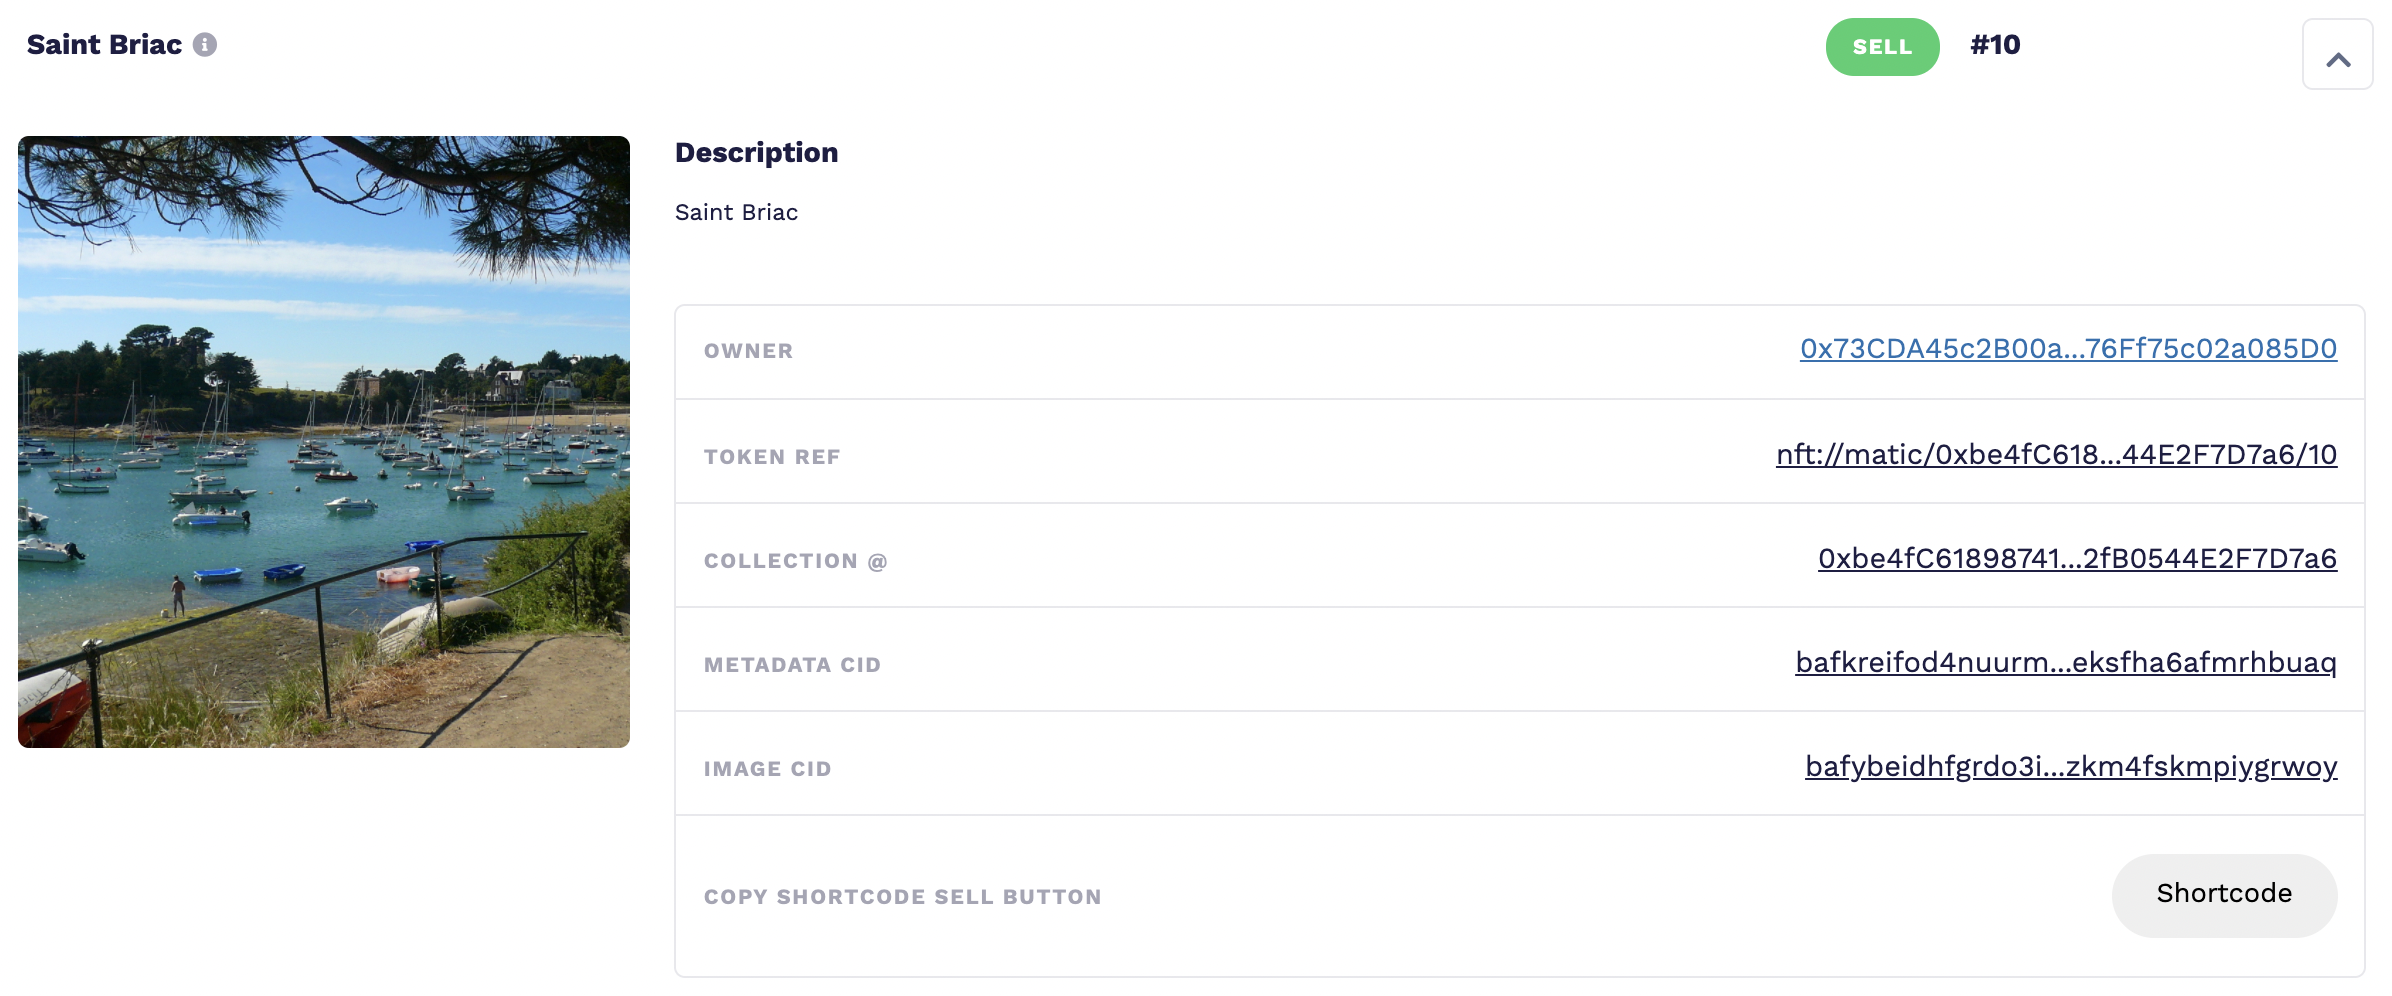 Saint Briac
SELL
#10
Description
Saint Briac
OWNER
0x73CDA45c2B00a...76Ff75c02a085D0
TOKEN REF
nft://matic/0xbe4fC618...44E2F7D7a6/10
COLLECTION @
0xbe4fC61898741...2fB0544E2F7D7a6
METADATA CID
bafkreifod4nuurm...eksfha6afmrhbuaq
IMAGE CID
bafybeidhfgrdo3i...zkm4fskmpiygrwoy
COPY SHORTCODE SELL BUTTON
Shortcode